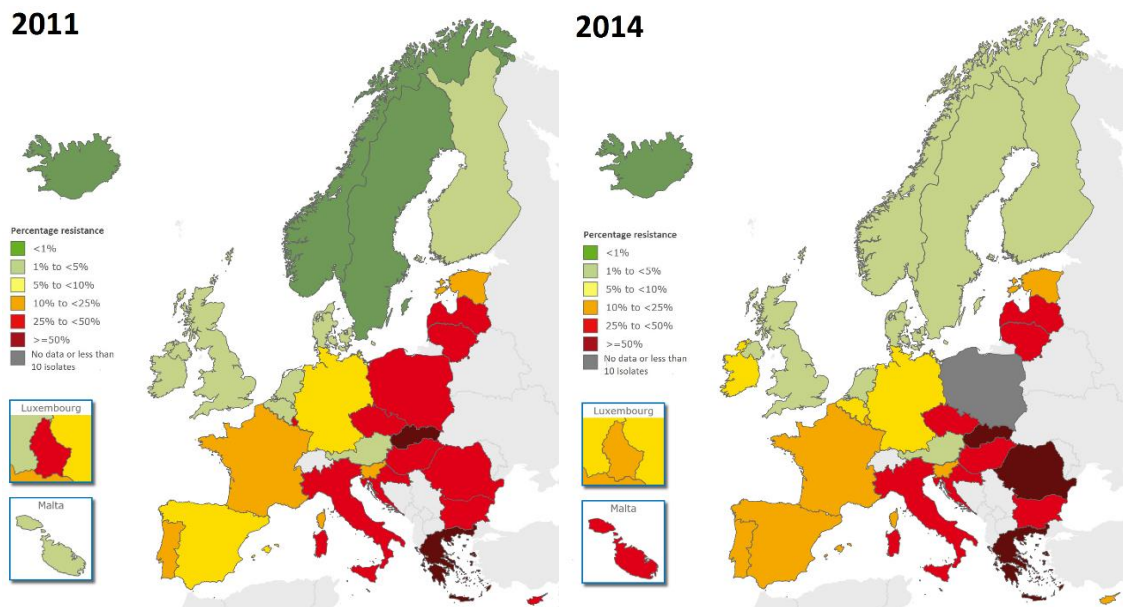 2011
Percentage resistance
<1%
1% to <5%
5% to <10%
10% to <25%
25% to <50%
>=50%
No data or less than
10 isolates
Luxembourg
Malta
2014
Percentage resistance
<1%
1% to <5%
5% to <10%
10% to <25%
25% to <50%
>=50%
No data or less than
10 isolates
Luxembourg
Malta